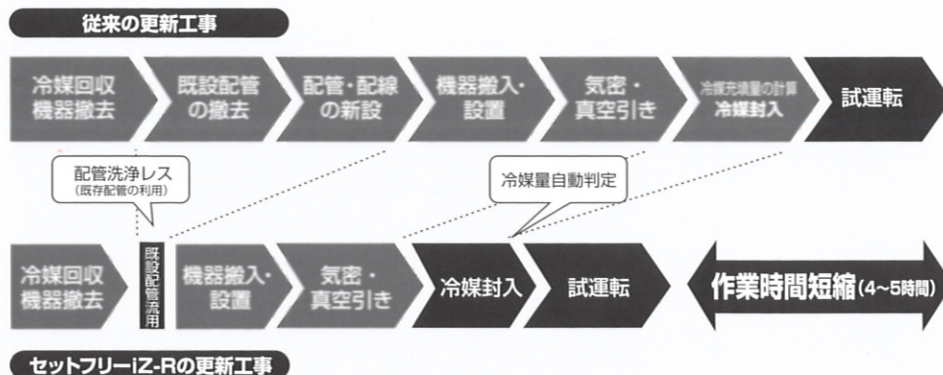 従来の更新工事
冷媒回収
機器撤去
既設配管
の撤去
配管・配線
の新設
機器搬入・
設置
気密・
真空引き
冷媒充填量の計算
冷媒封入
試運転
配管洗浄レス
(既存配管の利用)
冷媒量自動判定
冷媒回収
機器撤去
既設配管流用
機器搬入・
設置
気密・
真空引き
冷媒封入
試運転
作業時間短縮(4〜5時間)
セットフリーiZ-Rの更新工事